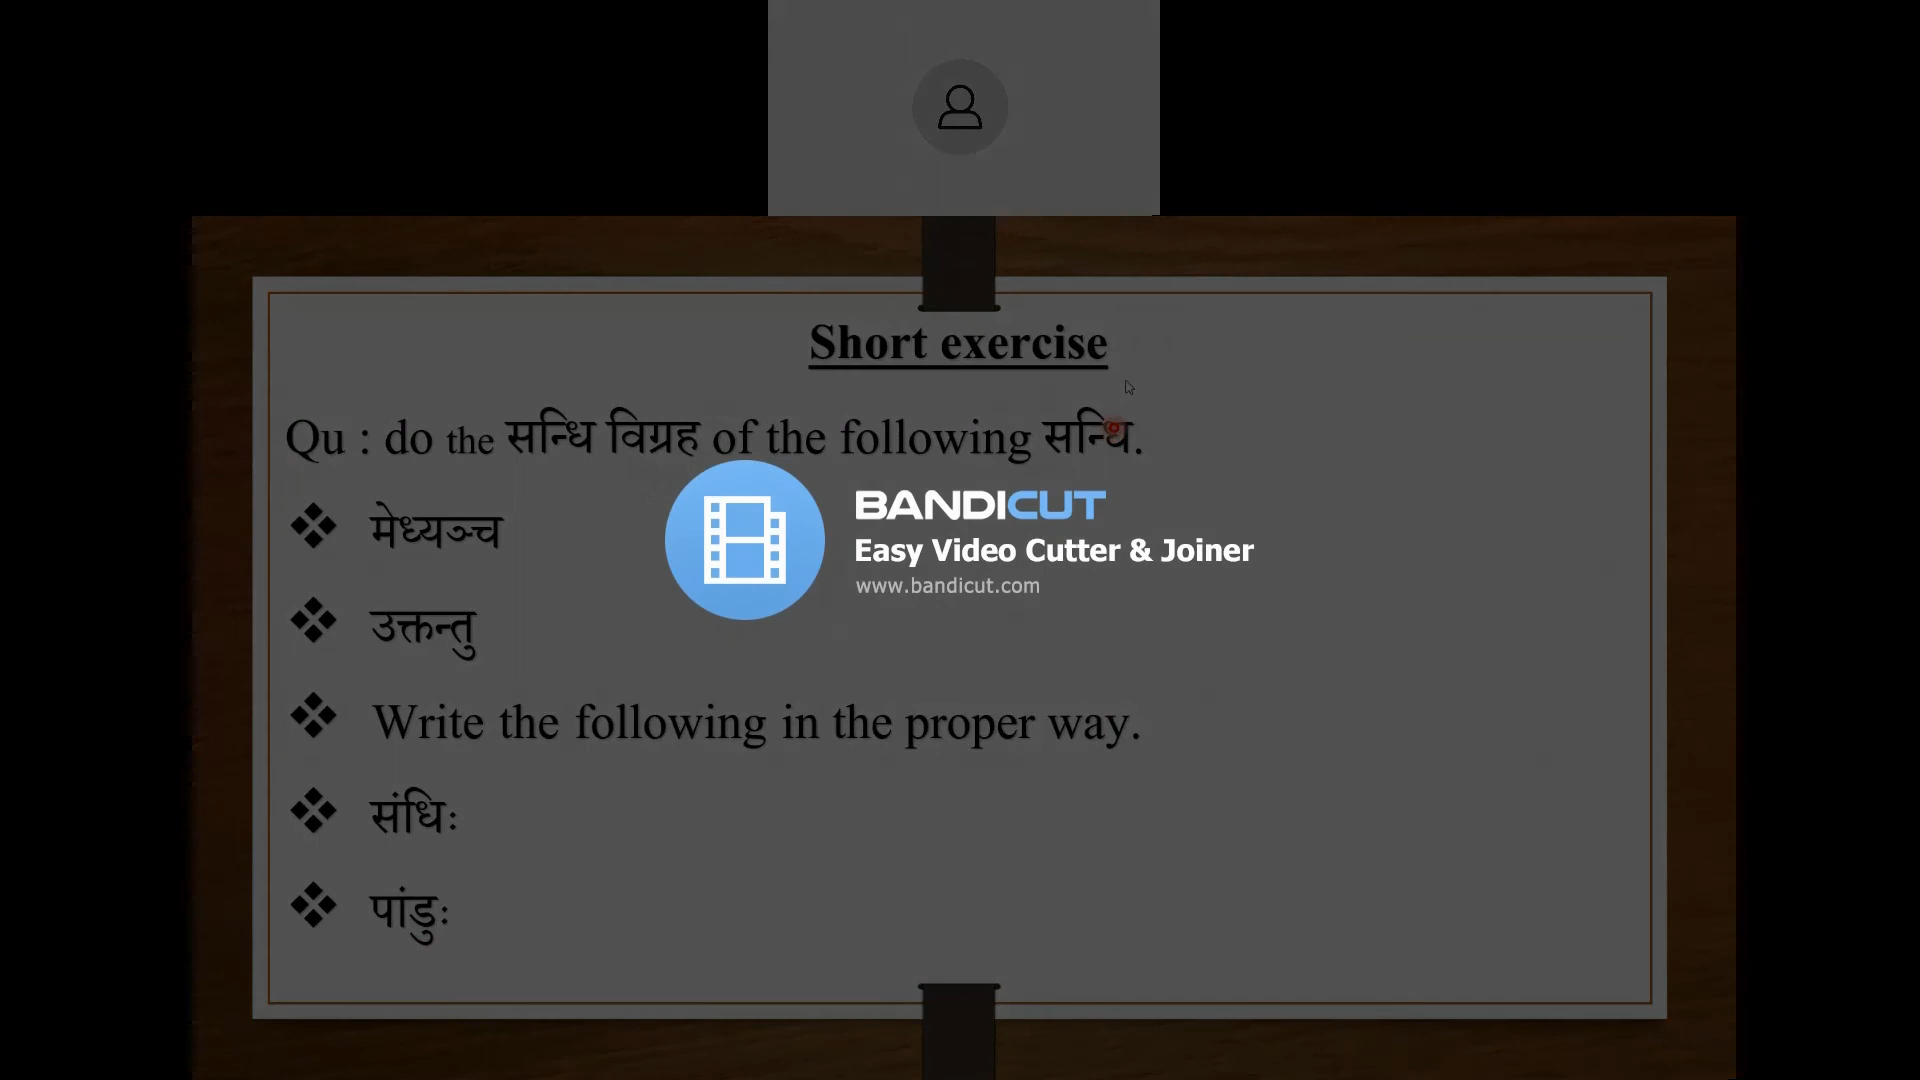 Short exercise
Qu : do the सन्धि विग्रह of the following सन्धि.
BANDICUT
मेध्यञ्च
Easy Video Cutter & Joiner
www.bandicut.com
उक्तन्तु
Write the following in the proper way.
संधिः
पांडुः